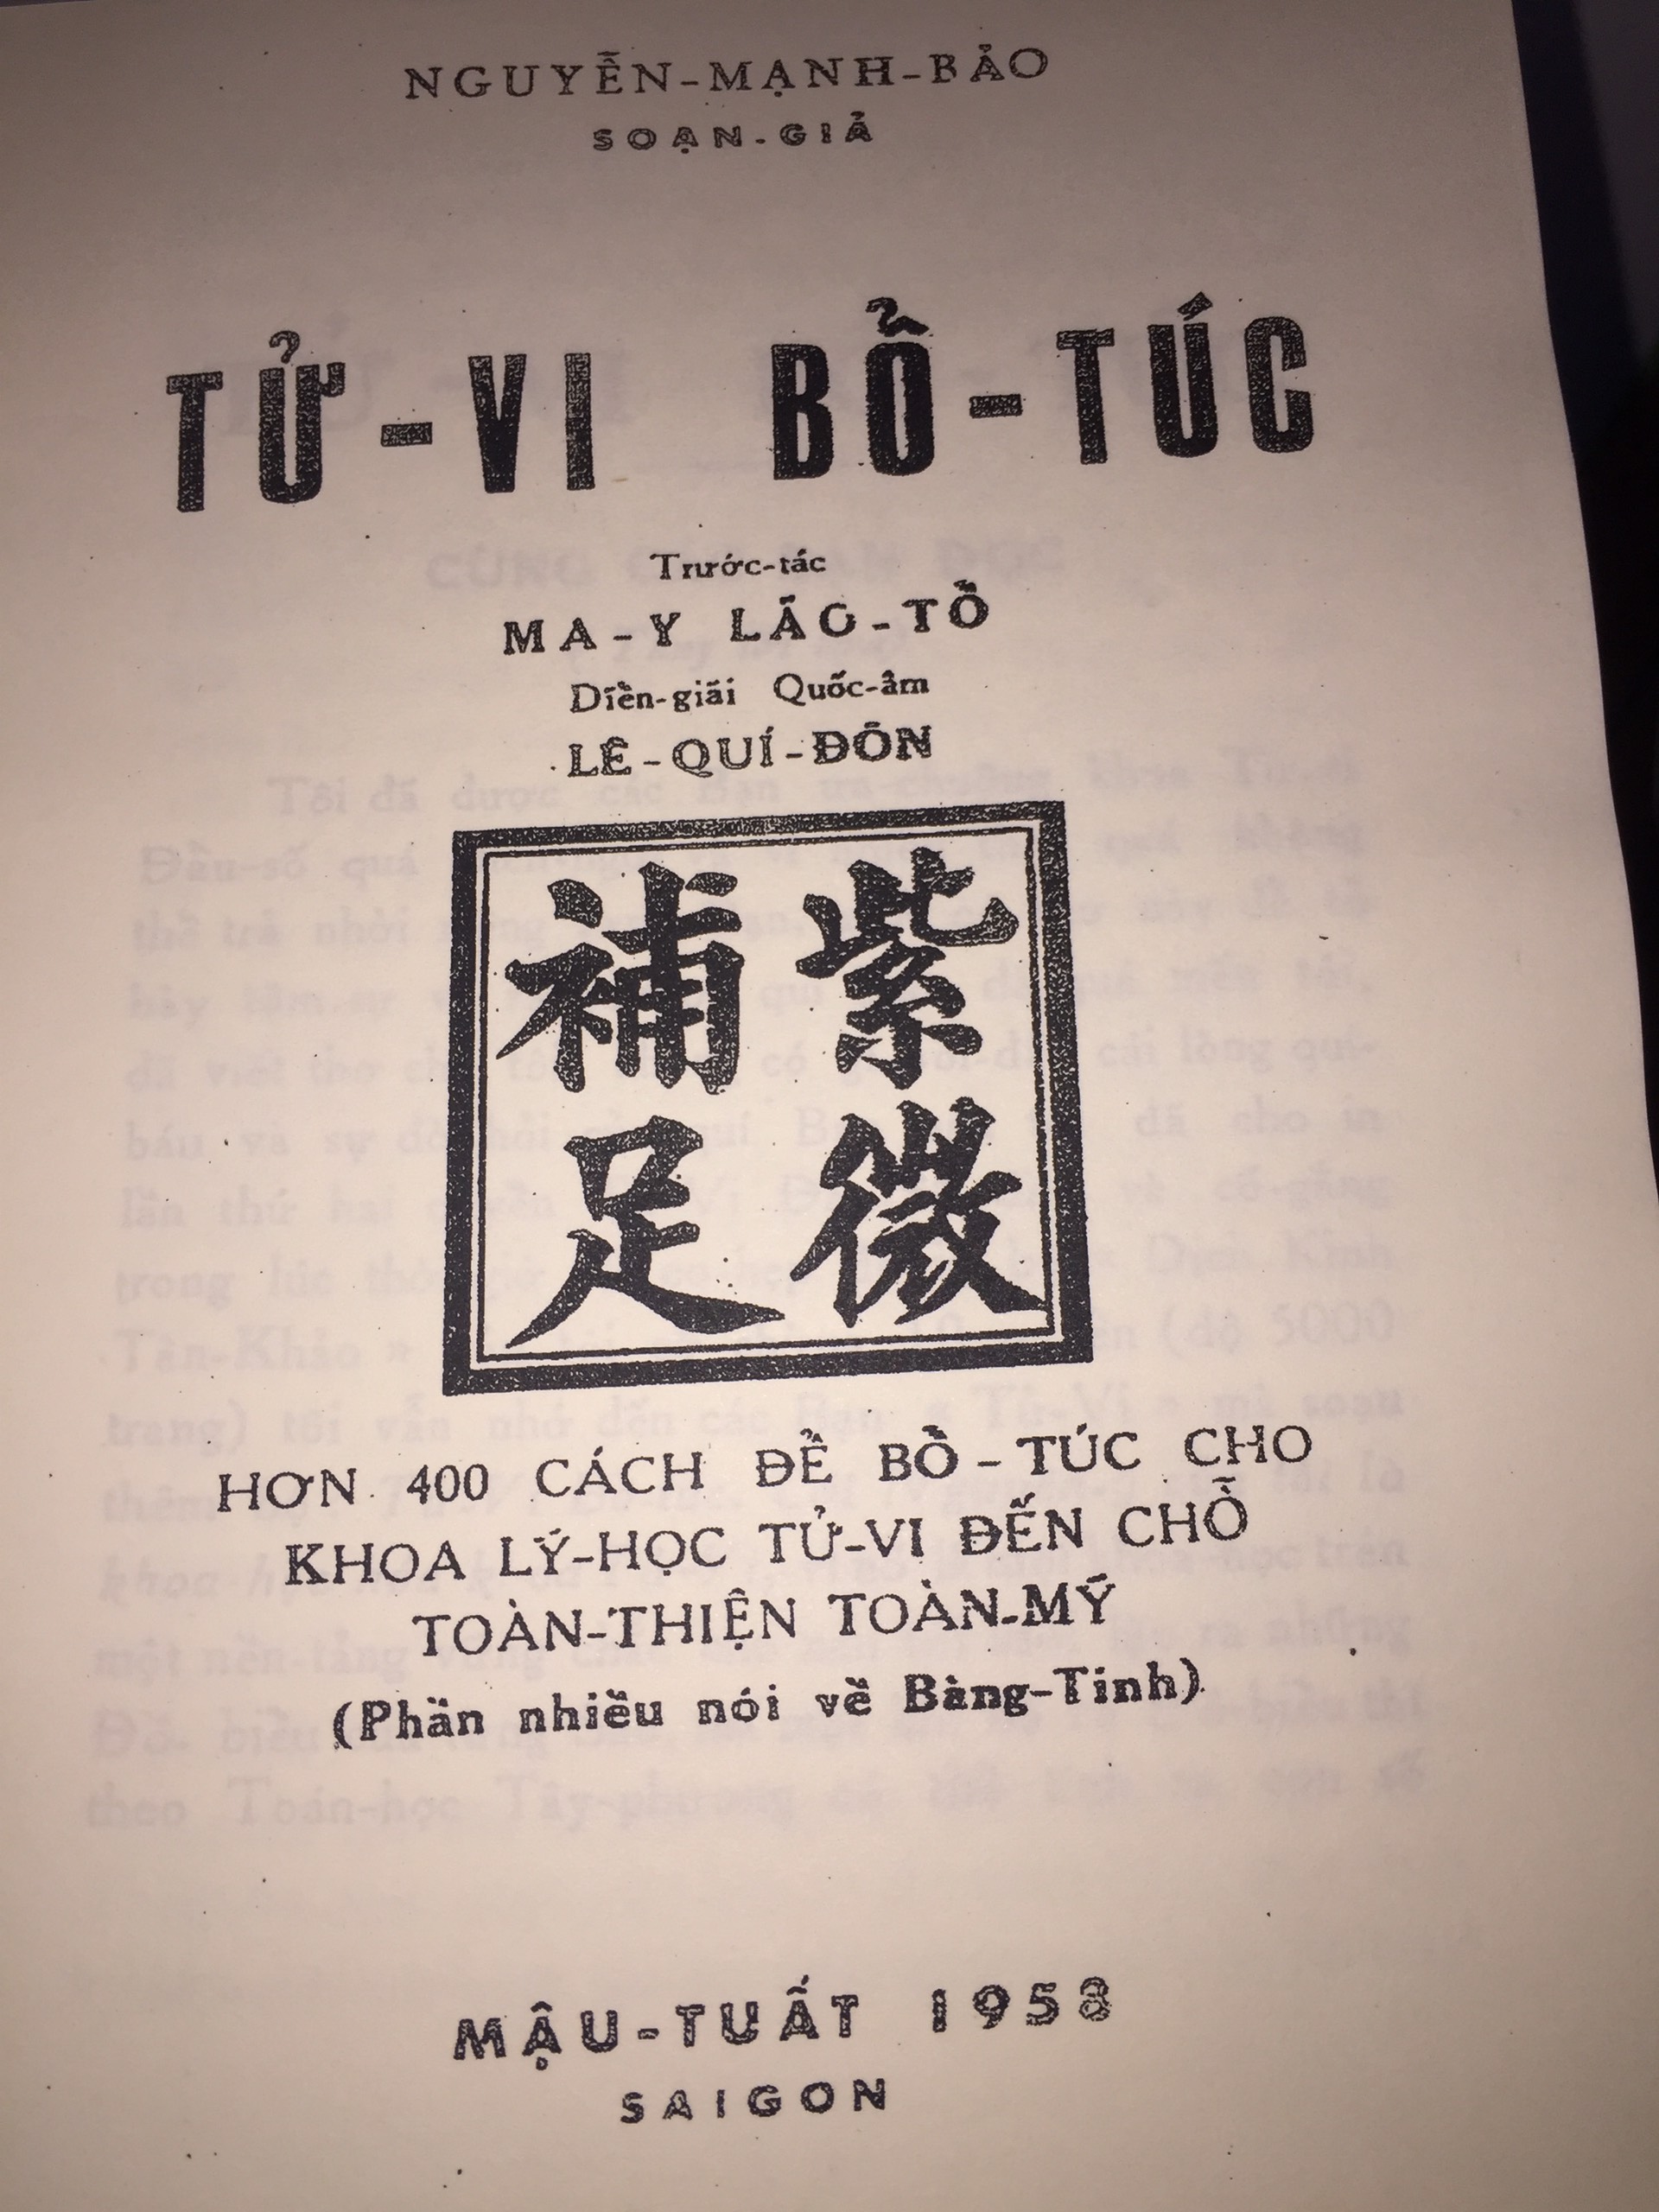 NGUYỄN-MẠNH-BẢO
SOẠN-GIẢ
TỬ-VI BỔ-TÚC
Trước-tác
MA-Y LÃO-TỔ
Diễn-giải Quốc-âm
LÊ-QUÍ-ĐÔN
紫微
補足
HƠN 400 CÁCH ĐỂ BỔ-TÚC CHO
KHOA LÝ-HỌC TỬ-VI ĐẾN CHỖ
TOÀN-THIỆN TOÀN-MỸ
(Phần nhiều nói về Bàng-Tinh)
MẬU-TUẤT 1958
SAIGON